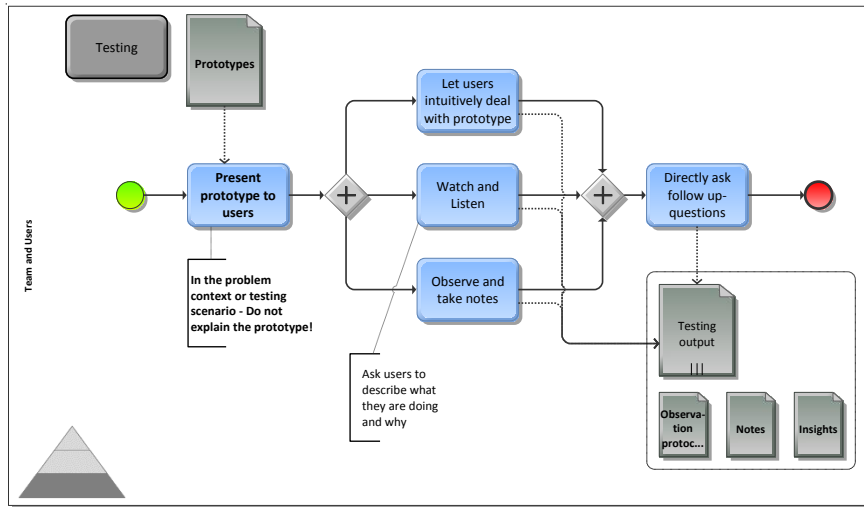 Testing
Prototypes
Let users
intuitively deal
with prototype
Present
prototype to
users
Watch and
Listen
Directly ask
follow up-
questions
Team and Users
In the problem
context or testing
scenario - Do not
explain the prototype!
Observe and
take notes
Testing
output
Ask users to
describe what
they are doing
and why
Observa-
tion
protoc...
Notes
Insights